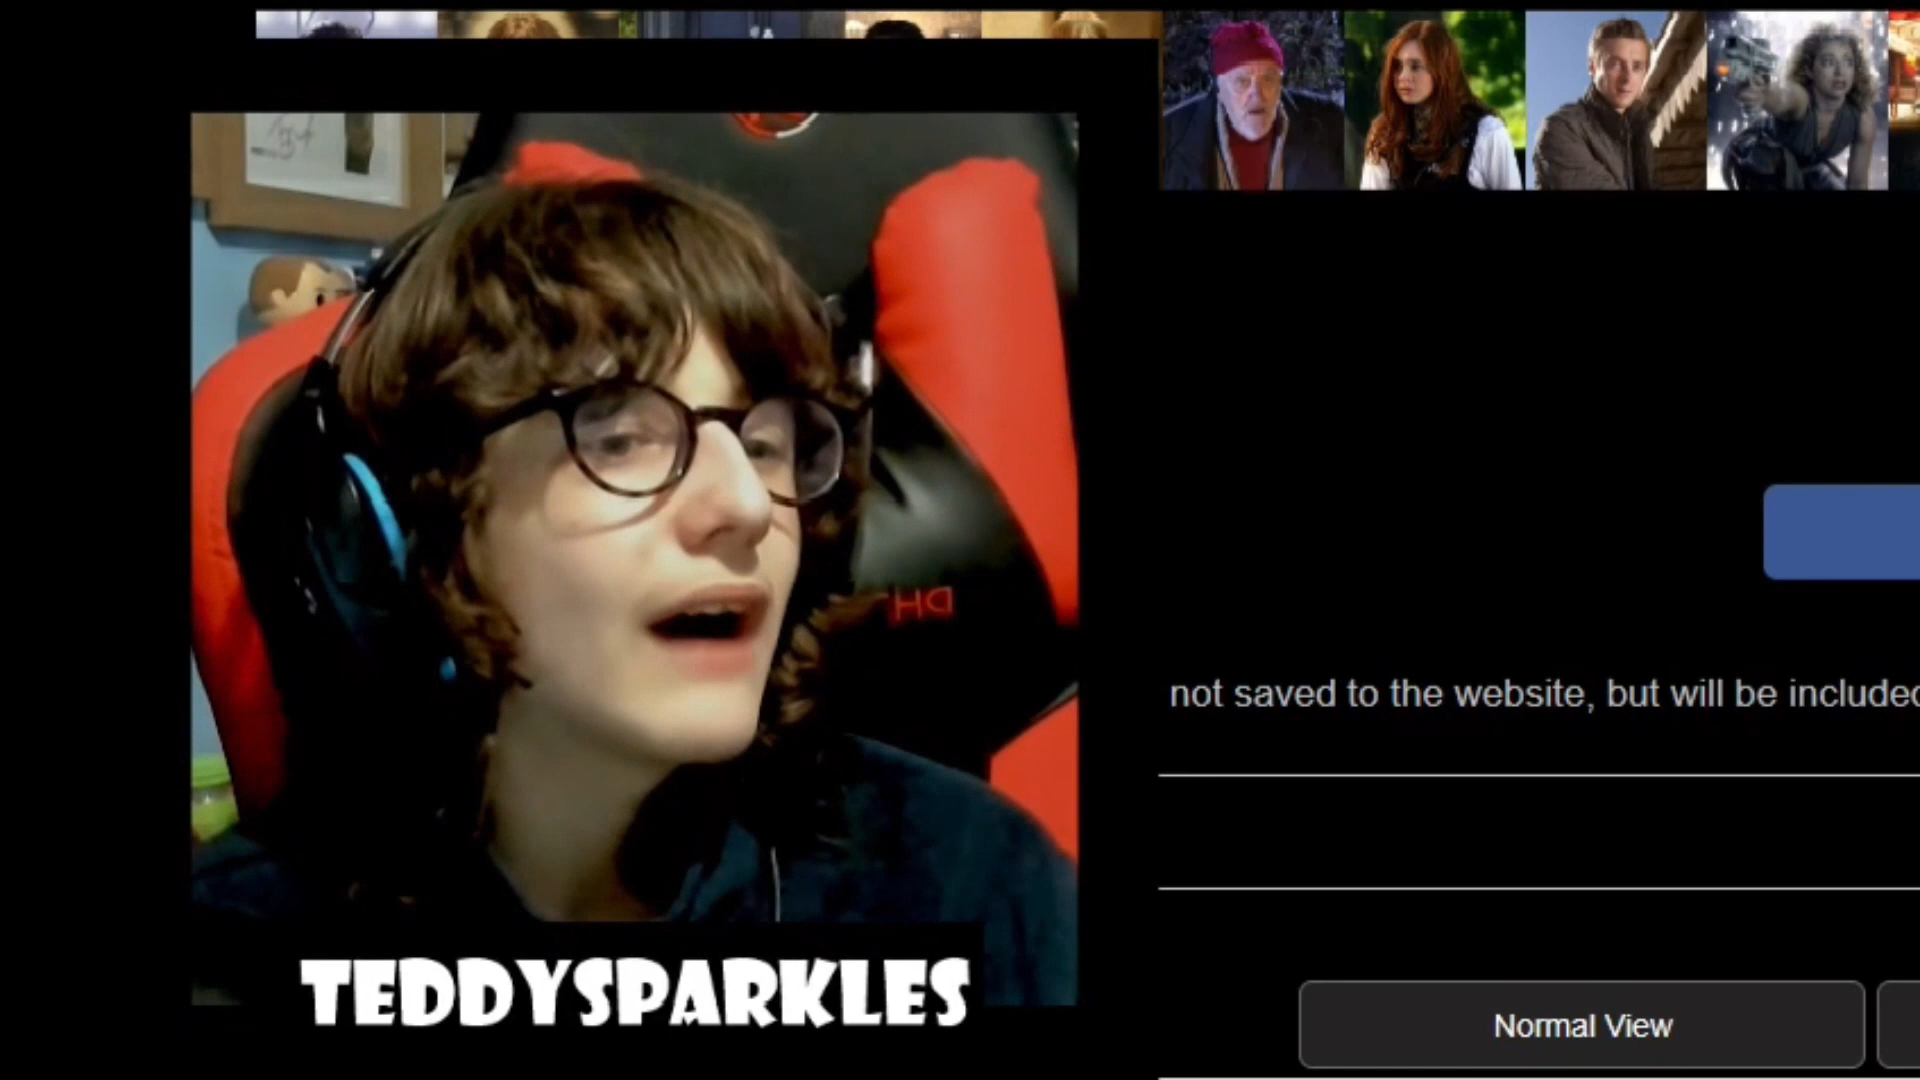 not saved to the website, but will be included
TEDDYSPARKLES
Normal View